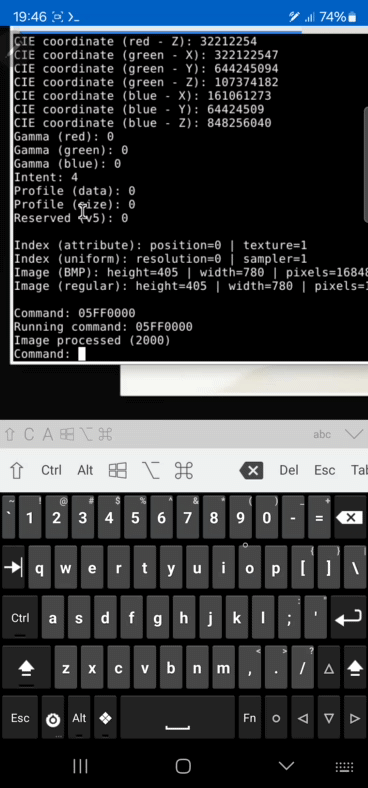 19:46 >_ 74%
CIE coordinate (red - Z): 32212254
CIE coordinate (green - X): 322122547
CIE coordinate (green - Y): 644245094
CIE coordinate (green - Z): 107374182
CIE coordinate (blue - X): 161061273
CIE coordinate (blue - Y): 64424509
CIE coordinate (blue - Z): 848256040
Gamma (red): 0
Gamma (green): 0
Gamma (blue): 0
Intent: 4
Profile (data): 0
Profile (size): 0
Reserved (v5): 0
Index (attribute): position=0 | texture=1
Index (uniform): resolution=0 | sampler=1
Image (BMP): height=405 | width=780 | pixels=16848
Image (regular): height=405 | width=780 | pixels=1
Command: 05FF0000
Running command: 05FF0000
Image processed (2000)
Command:
⇧ C A ⌥ ⌘ abc
⇧ Ctrl Alt ⌥ ⌘ Del Esc Tab
~ ! @ # $ % ^ & * ( ) _ +
` 1 2 3 4 5 6 7 8 9 0 - =
{ } |
q w e r t y u i o p [ ] \
: "
Ctrl a s d f g h j k l ; '
< > ?
z x c v b n m , . /
Esc Alt Fn